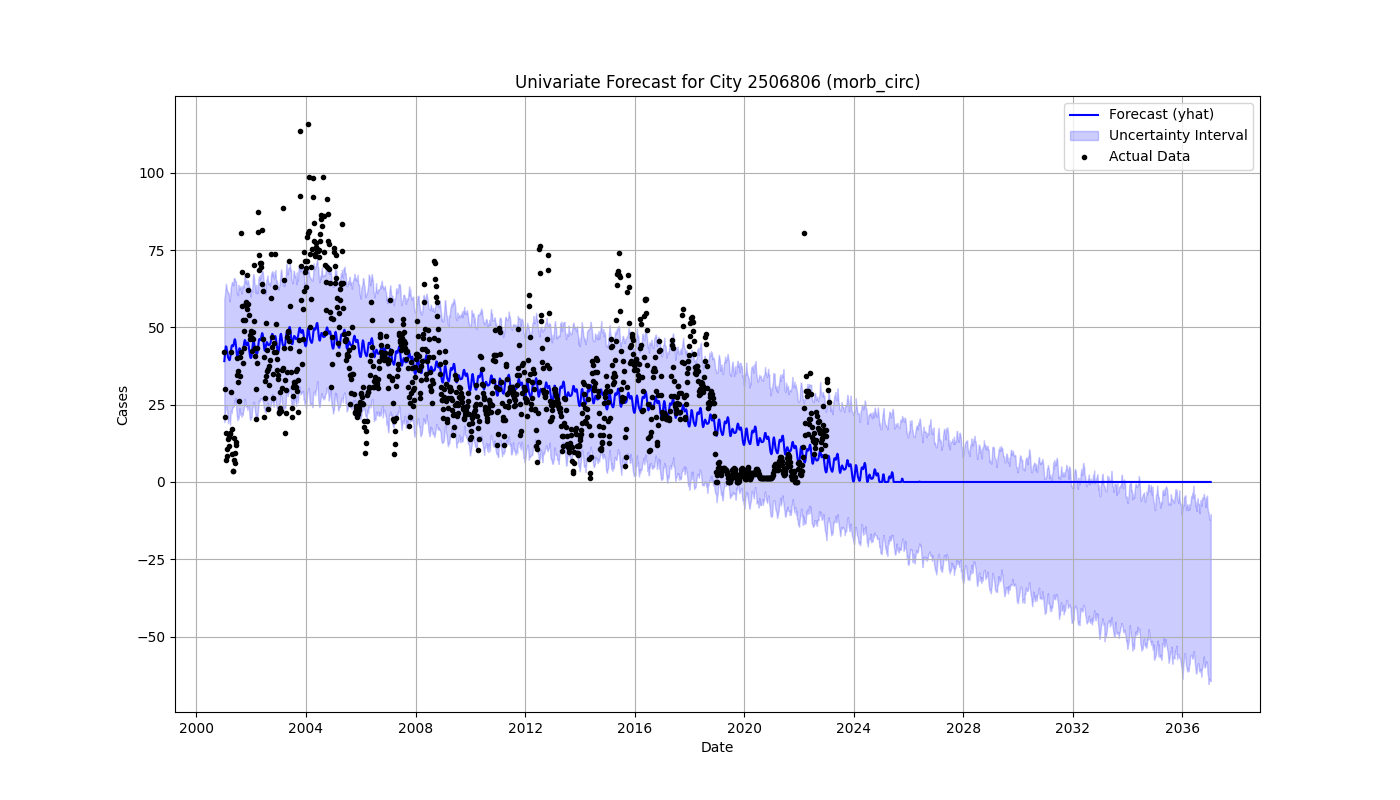 Univariate Forecast for City 2506806 (morb_circ)
Forecast (yhat)
Uncertainty Interval
Actual Data
100
75
50
25
0
−25
−50
Cases
2000 2004 2008 2012 2016 2020 2024 2028 2032 2036
Date